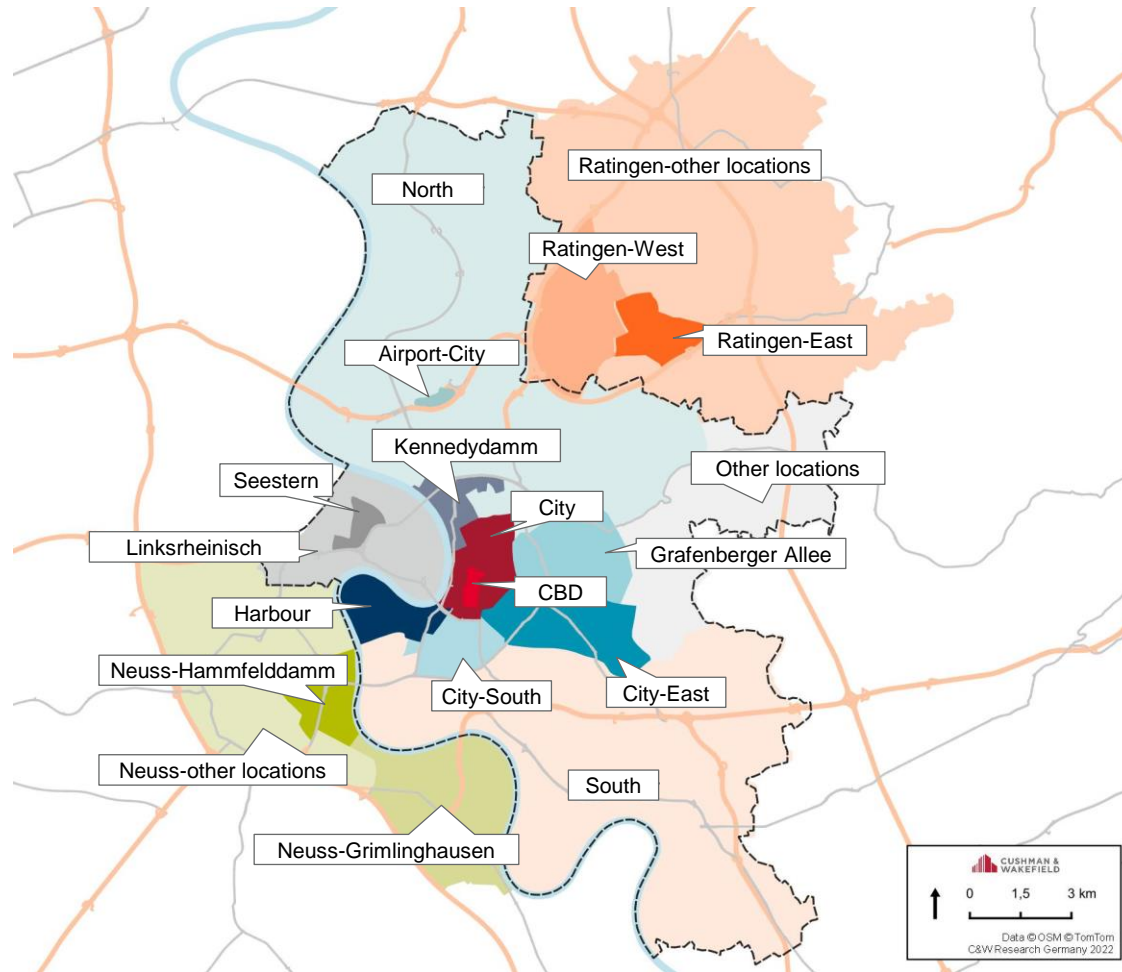 Ratingen-other locations
North
Ratingen-West
Ratingen-East
Airport-City
Kennedydamm
Other locations
Seestern
City
Linksrheinisch
Grafenberger Allee
CBD
Harbour
Neuss-Hammfelddamm
City-South
City-East
Neuss-other locations
South
Neuss-Grimlinghausen
CUSHMAN &
WAKEFIELD
0 1,5 3 km
Data ©OSM ©TomTom
C&W Research Germany 2022